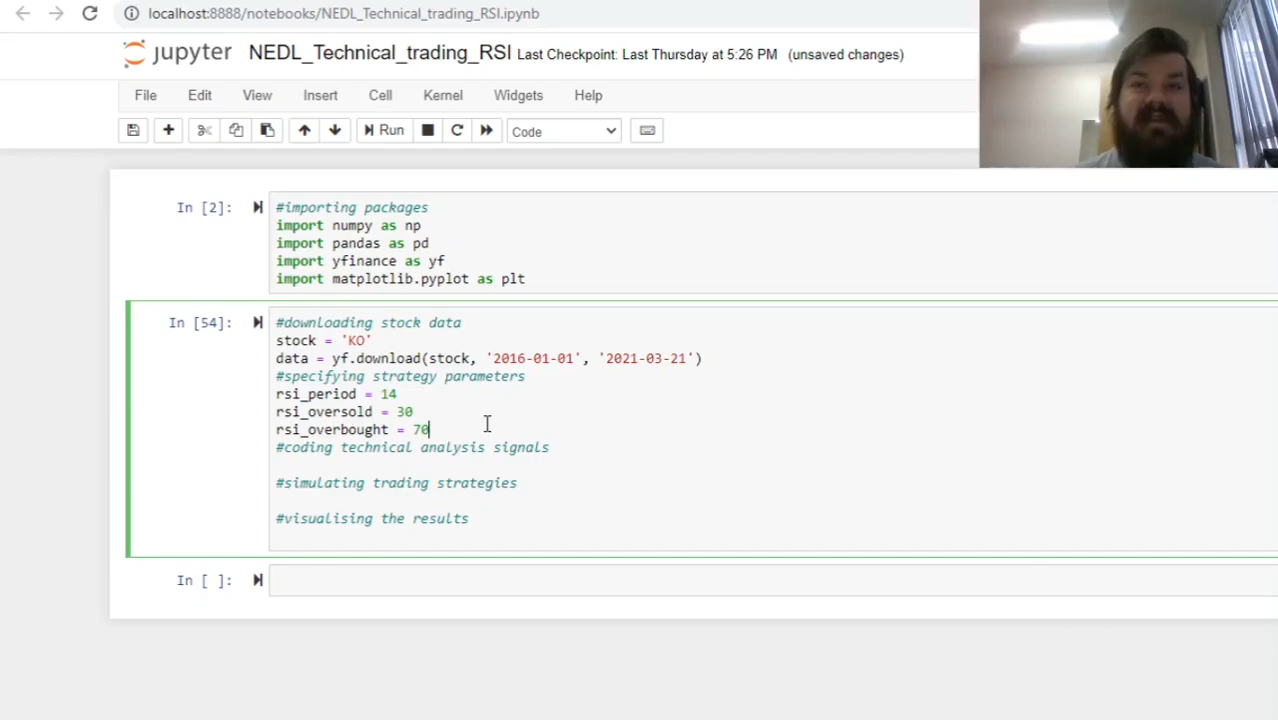 localhost:8888/notebooks/NEDL_Technical_trading_RSI.ipynb
jupyter NEDL_Technical_trading_RSI Last Checkpoint: Last Thursday at 5:26 PM (unsaved changes)
File Edit View Insert Cell Kernel Widgets Help
Run Code
In [2]: #importing packages
import numpy as np
import pandas as pd
import yfinance as yf
import matplotlib.pyplot as plt
In [54]: #downloading stock data
stock = 'KO'
data = yf.download(stock, '2016-01-01', '2021-03-21')
#specifying strategy parameters
rsi_period = 14
rsi_oversold = 30
rsi_overbought = 70
#coding technical analysis signals
#simulating trading strategies
#visualising the results
In [ ]: